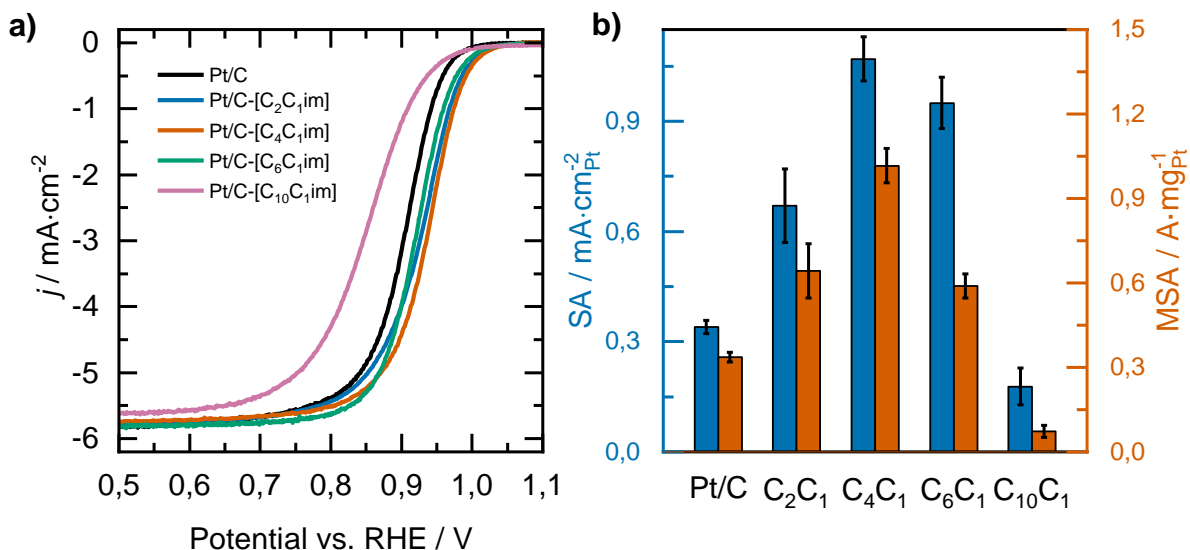 a)
0
-1
-2
-3
-4
-5
-6
j / mA·cm⁻²
Pt/C
Pt/C-[C₂C₁im]
Pt/C-[C₄C₁im]
Pt/C-[C₆C₁im]
Pt/C-[C₁₀C₁im]
0,5 0,6 0,7 0,8 0,9 1,0 1,1
Potential vs. RHE / V
b)
0,9
0,6
0,3
0,0
SA / mA·cm⁻²Pt
1,5
1,2
0,9
0,6
0,3
0,0
MSA / A·mg⁻¹Pt
Pt/C C₂C₁ C₄C₁ C₆C₁ C₁₀C₁